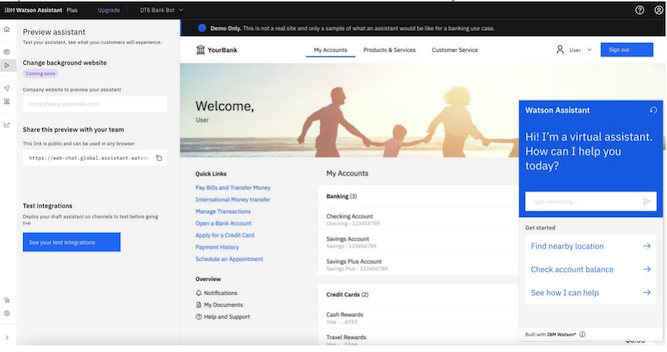 IBM Watson Assistant Plus Upgrade DTE Bank Bot
Preview assistant
Test your assistant, see what your customers will experience.
Change background website
Coming soon
Company website to preview your assistant
https://www.yourbank.com
Share this preview with your team
This link is public and can be used in any browser
https://web-chat.global.assistant.watson
Test integrations
Deploy your draft assistant on channels to test before going
live
See your test integrations
Demo Only. This is not a real site and only a sample of what an assistant would be like for a banking use case.
YourBank My Accounts Products & Services Customer Service User Sign out
Welcome,
User
Quick Links
Pay Bills and Transfer Money
International Money transfer
Manage Transactions
Open a Bank Account
Apply for a Credit Card
Payment History
Schedule an Appointment
Overview
Notifications
My Documents
Help and Support
My Accounts
Banking (3)
Checking Account
Checking - 123456789
Savings Account
Savings - 123456789
Savings Plus Account
Savings Plus - 123456789
Credit Cards (2)
Cash Rewards
Visa - ...6743
Travel Rewards
Watson Assistant
Hi! I'm a virtual assistant.
How can I help you
today?
Type something...
Get started
Find nearby location
Check account balance
See how I can help
Built with IBM Watson®